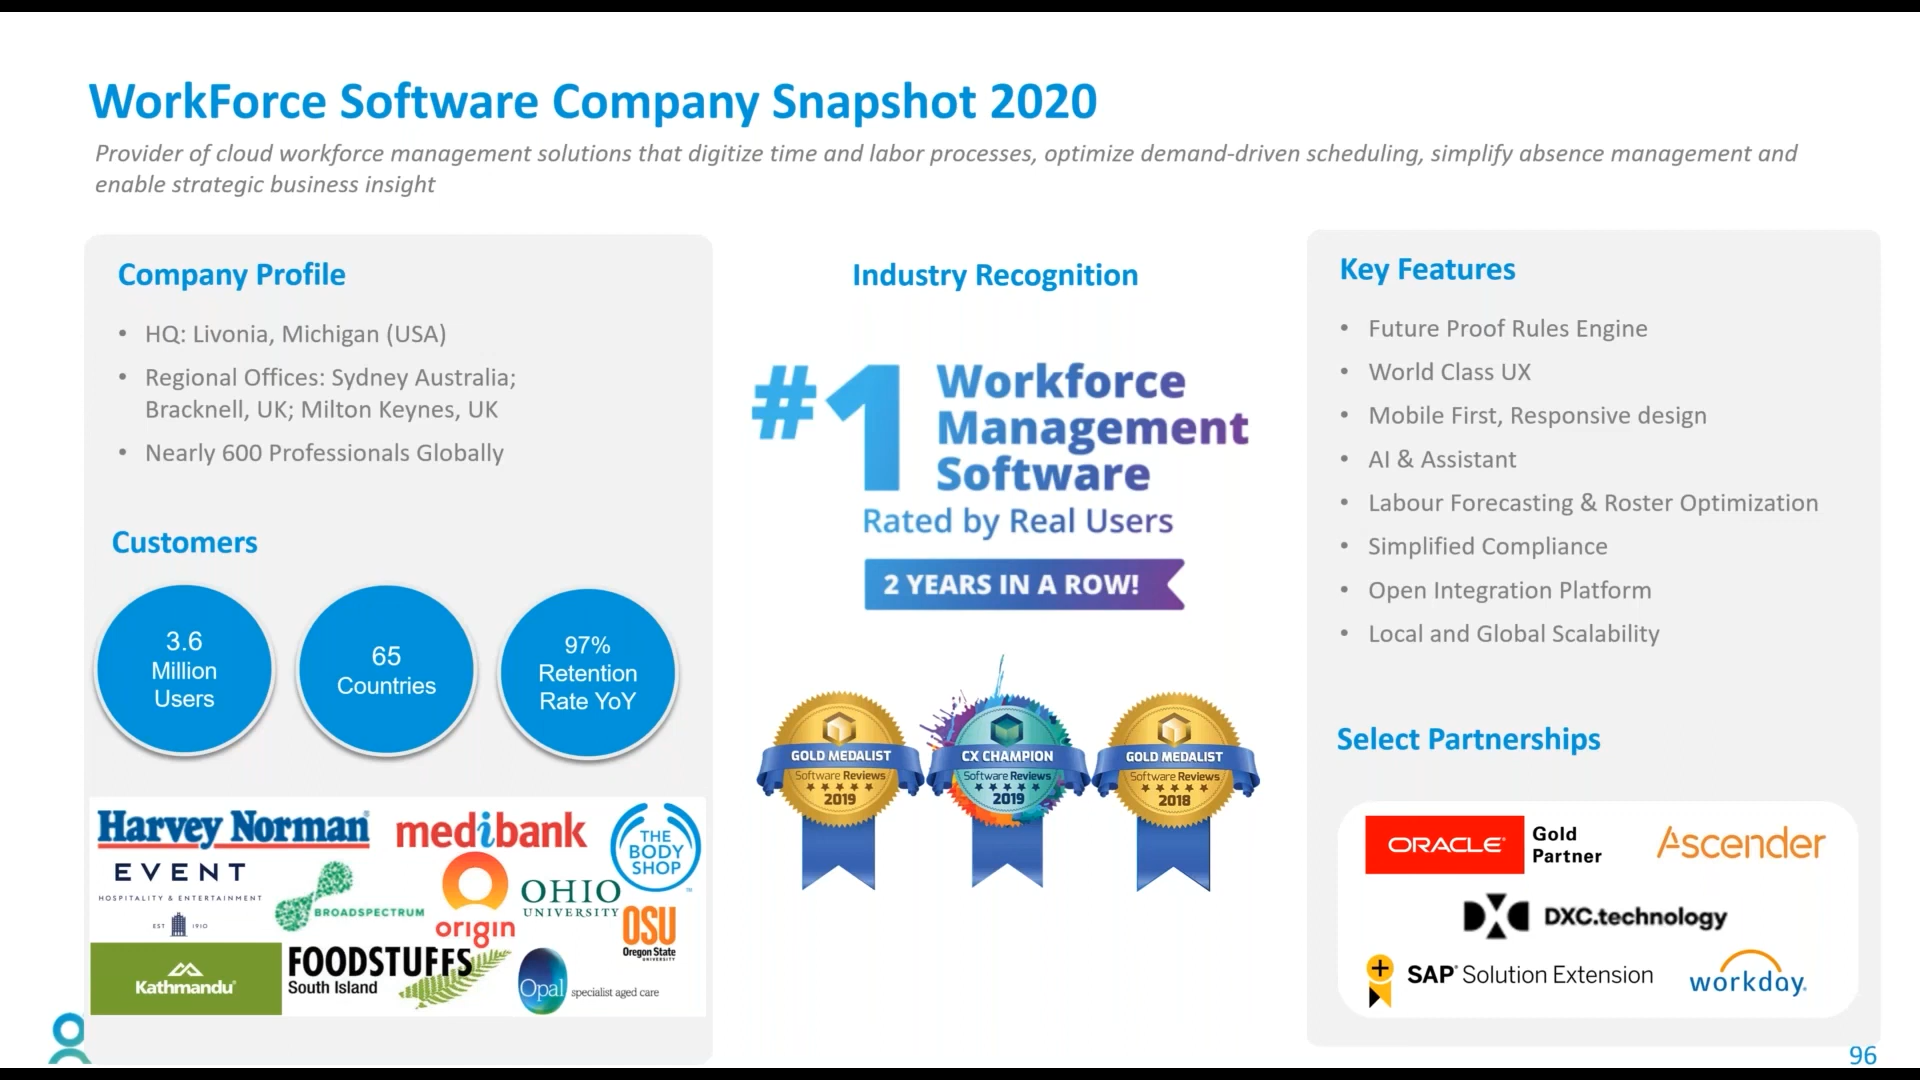 WorkForce Software Company Snapshot 2020
Provider of cloud workforce management solutions that digitize time and labor processes, optimize demand-driven scheduling, simplify absence management and
enable strategic business insight
Company Profile
• HQ: Livonia, Michigan (USA)
• Regional Offices: Sydney Australia;
Bracknell, UK; Milton Keynes, UK
• Nearly 600 Professionals Globally
Customers
3.6
Million
Users
65
Countries
97%
Retention
Rate YoY
Harvey Norman
medibank
THE
BODY
SHOP
EVENT
HOSPITALITY & ENTERTAINMENT
EST 1910
BROADSPECTRUM
origin
OHIO
UNIVERSITY
OSU
Oregon State
UNIVERSITY
Kathmandu
FOODSTUFFS
South Island
Opal specialist aged care
Industry Recognition
#1 Workforce
Management
Software
Rated by Real Users
2 YEARS IN A ROW!
GOLD MEDALIST
Software Reviews
2019
CX CHAMPION
Software Reviews
2019
GOLD MEDALIST
Software Reviews
2018
Key Features
• Future Proof Rules Engine
• World Class UX
• Mobile First, Responsive design
• AI & Assistant
• Labour Forecasting & Roster Optimization
• Simplified Compliance
• Open Integration Platform
• Local and Global Scalability
Select Partnerships
ORACLE Gold
Partner
Ascender
DXC.technology
SAP Solution Extension
workday.
96